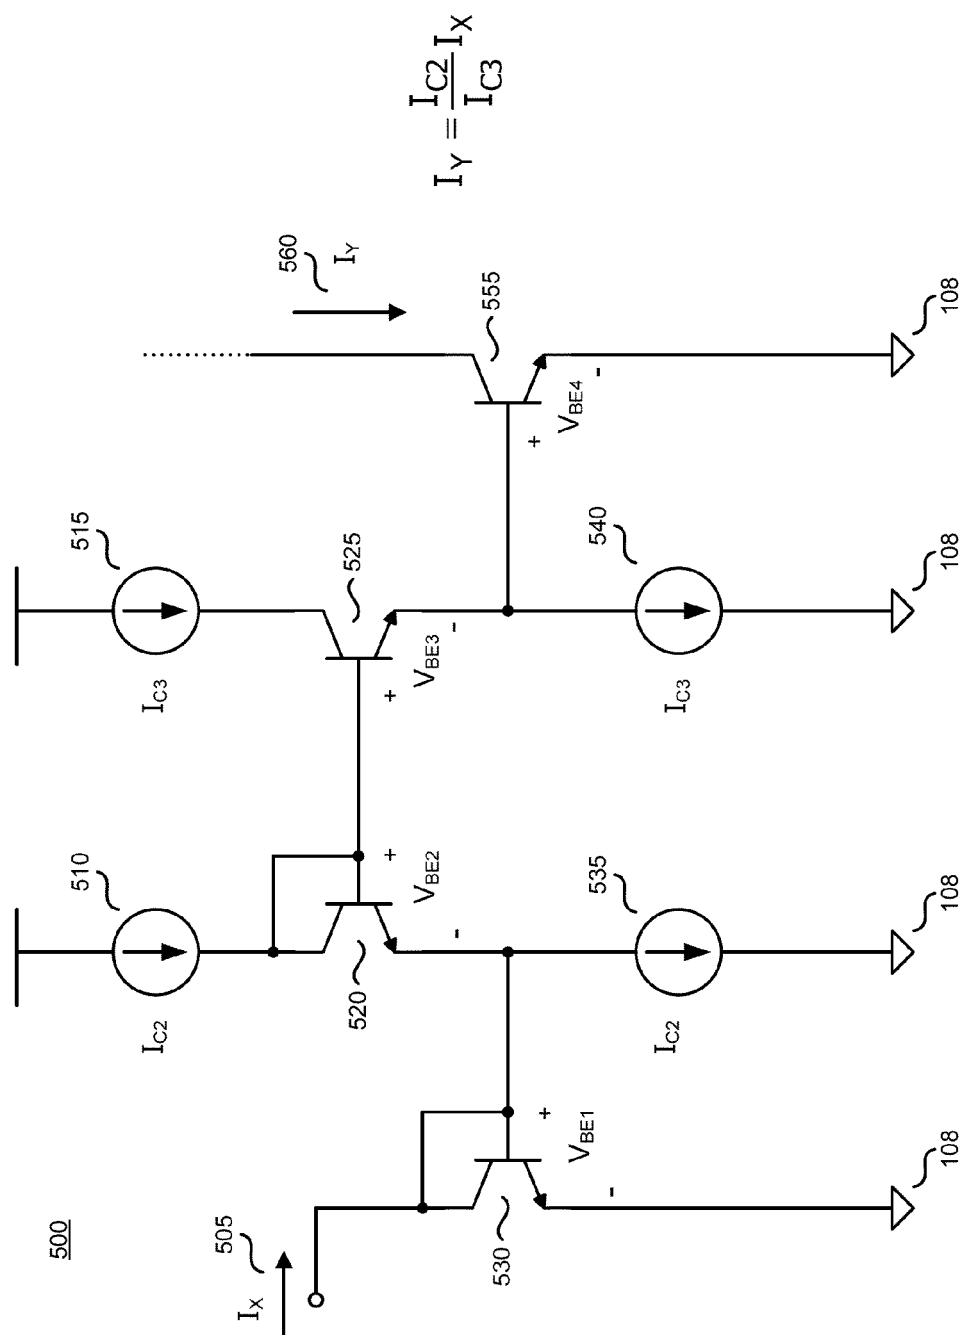 500
I_X
505
510
I_C2
515
I_C3
560
I_Y
520
525
V_BE2
+
-
V_BE3
+
-
530
V_BE1
+
-
555
V_BE4
+
-
535
I_C2
540
I_C3
108
108
108
108
I_Y = I_C2/I_C3 I_X